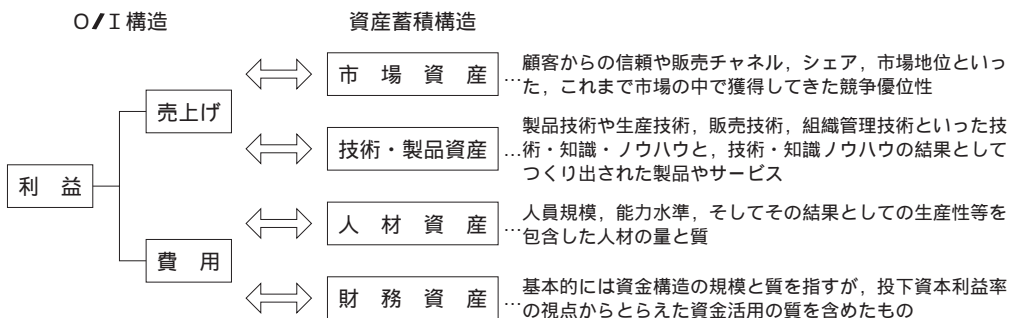 O/I構造
資産蓄積構造
市場資産
…顧客からの信頼や販売チャネル，シェア，市場地位といっ
た，これまで市場の中で獲得してきた競争優位性
売上げ
技術・製品資産
製品技術や生産技術，販売技術，組織管理技術といった技
…術・知識・ノウハウと，技術・知識ノウハウの結果として
つくり出された製品やサービス
利益
人材資産
…人員規模，能力水準，そしてその結果としての生産性等を
包含した人材の量と質
費用
財務資産
…基本的には資金構造の規模と質を指すが，投下資本利益率
の視点からとらえた資金活用の質を含めたもの